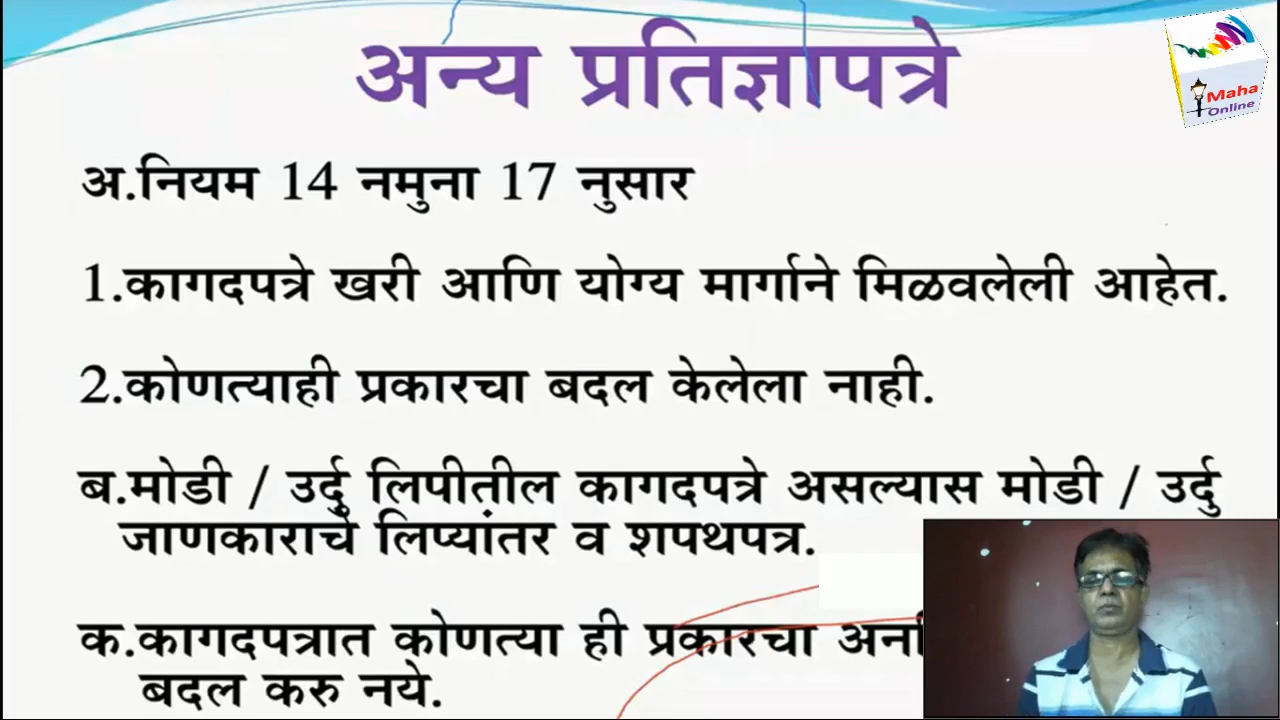 अन्य प्रतिज्ञापत्रे
Maha
Online
अ.नियम 14 नमुना 17 नुसार
1.कागदपत्रे खरी आणि योग्य मार्गाने मिळवलेली आहेत.
2.कोणत्याही प्रकारचा बदल केलेला नाही.
ब.मोडी / उर्दु लिपीतील कागदपत्रे असल्यास मोडी / उर्दु
जाणकाराचे लिप्यांतर व शपथपत्र.
क.कागदपत्रात कोणत्या ही प्रकारचा
बदल करु नये.